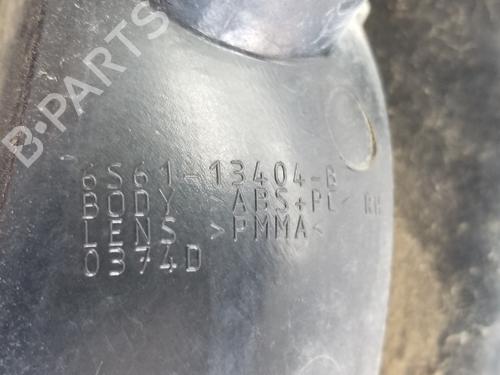 B-PARTS
6S61-13404-B
BODY ABS+PC< RH
LENS >PMMA<
0374D